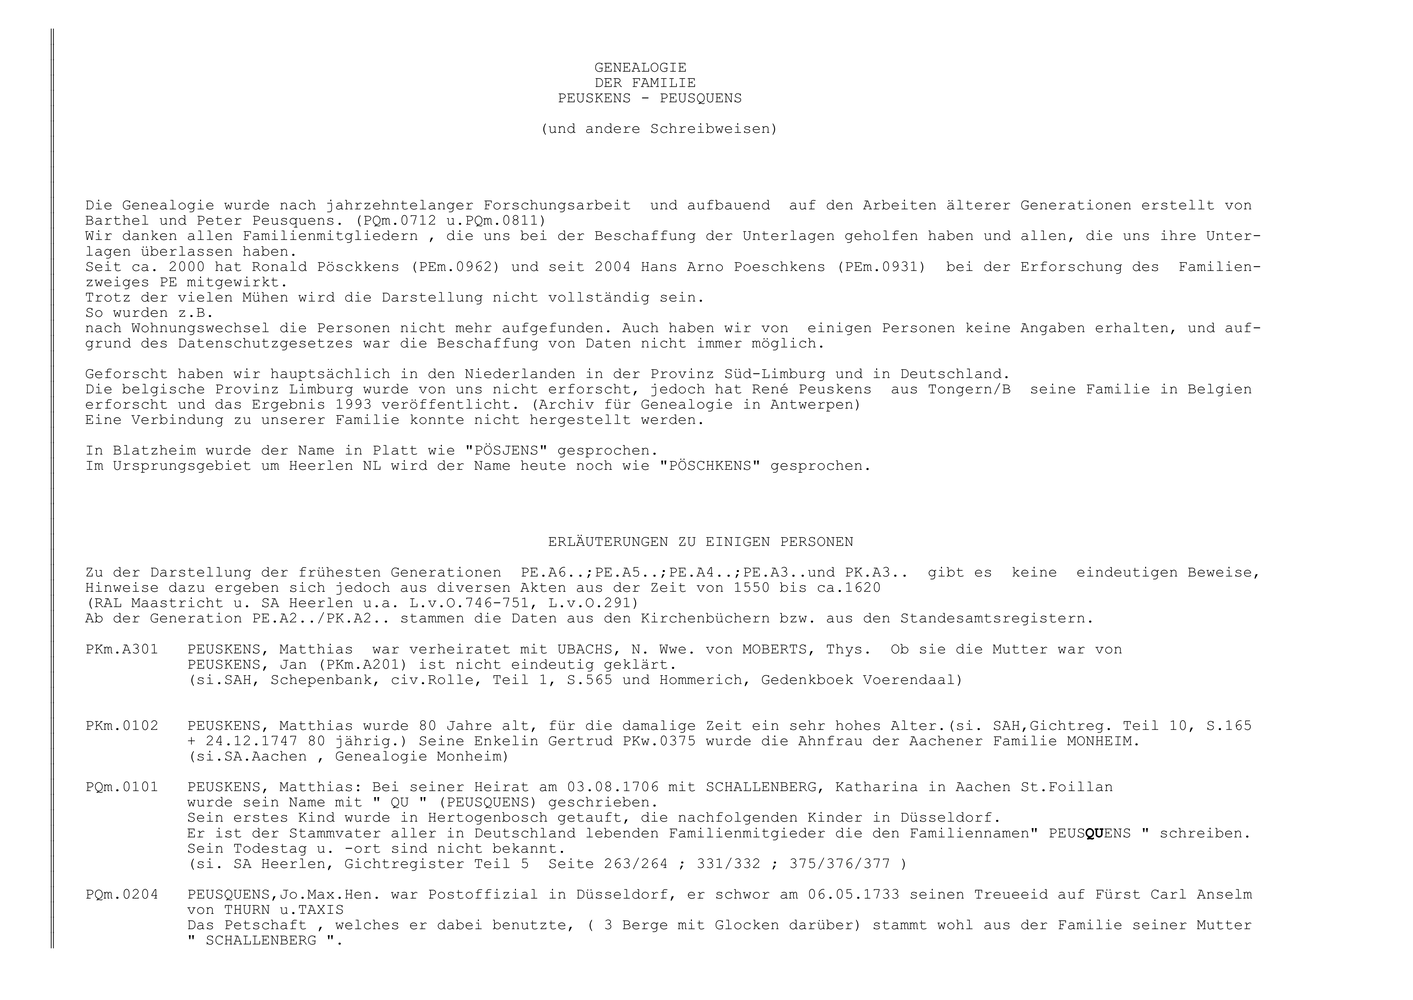 GENEALOGIE
DER FAMILIE
PEUSKENS - PEUSQUENS
(und andere Schreibweisen)
Die Genealogie wurde nach jahrzehntelanger Forschungsarbeit  und aufbauend  auf den Arbeiten älterer Generationen erstellt von
Barthel und Peter Peusquens. (PQm.0712 u.PQm.0811)
Wir danken allen Familienmitgliedern , die uns bei der Beschaffung der Unterlagen geholfen haben und allen, die uns ihre Unter-
lagen überlassen haben.
Seit ca. 2000 hat Ronald Pösckkens (PEm.0962) und seit 2004 Hans Arno Poeschkens (PEm.0931)  bei der Erforschung des  Familien-
zweiges PE mitgewirkt.
Trotz der vielen Mühen wird die Darstellung nicht vollständig sein.
So wurden z.B.
nach Wohnungswechsel die Personen nicht mehr aufgefunden. Auch haben wir von  einigen Personen keine Angaben erhalten, und auf-
grund des Datenschutzgesetzes war die Beschaffung von Daten nicht immer möglich.
Geforscht haben wir hauptsächlich in den Niederlanden in der Provinz Süd-Limburg und in Deutschland.
Die belgische Provinz Limburg wurde von uns nicht erforscht, jedoch hat René Peuskens  aus Tongern/B  seine Familie in Belgien
erforscht und das Ergebnis 1993 veröffentlicht. (Archiv für Genealogie in Antwerpen)
Eine Verbindung zu unserer Familie konnte nicht hergestellt werden.
In Blatzheim wurde der Name in Platt wie "PÖSJENS" gesprochen.
Im Ursprungsgebiet um Heerlen NL wird der Name heute noch wie "PÖSCHKENS" gesprochen.
ERLÄUTERUNGEN ZU EINIGEN PERSONEN
Zu der Darstellung der frühesten Generationen  PE.A6..;PE.A5..;PE.A4..;PE.A3..und PK.A3..  gibt es  keine  eindeutigen Beweise,
Hinweise dazu ergeben sich jedoch aus diversen Akten aus der Zeit von 1550 bis ca.1620
(RAL Maastricht u. SA Heerlen u.a. L.v.O.746-751, L.v.O.291)
Ab der Generation PE.A2../PK.A2.. stammen die Daten aus den Kirchenbüchern bzw. aus den Standesamtsregistern.
PKm.A301   PEUSKENS, Matthias  war verheiratet mit UBACHS, N. Wwe. von MOBERTS, Thys.  Ob sie die Mutter war von
PEUSKENS, Jan (PKm.A201) ist nicht eindeutig geklärt.
(si.SAH, Schepenbank, civ.Rolle, Teil 1, S.565 und Hommerich, Gedenkboek Voerendaal)
PKm.0102   PEUSKENS, Matthias wurde 80 Jahre alt, für die damalige Zeit ein sehr hohes Alter.(si. SAH,Gichtreg. Teil 10, S.165
+ 24.12.1747 80 jährig.) Seine Enkelin Gertrud PKw.0375 wurde die Ahnfrau der Aachener Familie MONHEIM.
(si.SA.Aachen , Genealogie Monheim)
PQm.0101   PEUSKENS, Matthias: Bei seiner Heirat am 03.08.1706 mit SCHALLENBERG, Katharina in Aachen St.Foillan
wurde sein Name mit " QU " (PEUSQUENS) geschrieben.
Sein erstes Kind wurde in Hertogenbosch getauft, die nachfolgenden Kinder in Düsseldorf.
Er ist der Stammvater aller in Deutschland lebenden Familienmitgieder die den Familiennamen" PEUSQUENS " schreiben.
Sein Todestag u. -ort sind nicht bekannt.
(si. SA Heerlen, Gichtregister Teil 5  Seite 263/264 ; 331/332 ; 375/376/377 )
PQm.0204   PEUSQUENS,Jo.Max.Hen. war Postoffizial in Düsseldorf, er schwor am 06.05.1733 seinen Treueeid auf Fürst Carl Anselm
von THURN u.TAXIS
Das Petschaft , welches er dabei benutzte, ( 3 Berge mit Glocken darüber) stammt wohl aus der Familie seiner Mutter
" SCHALLENBERG ".